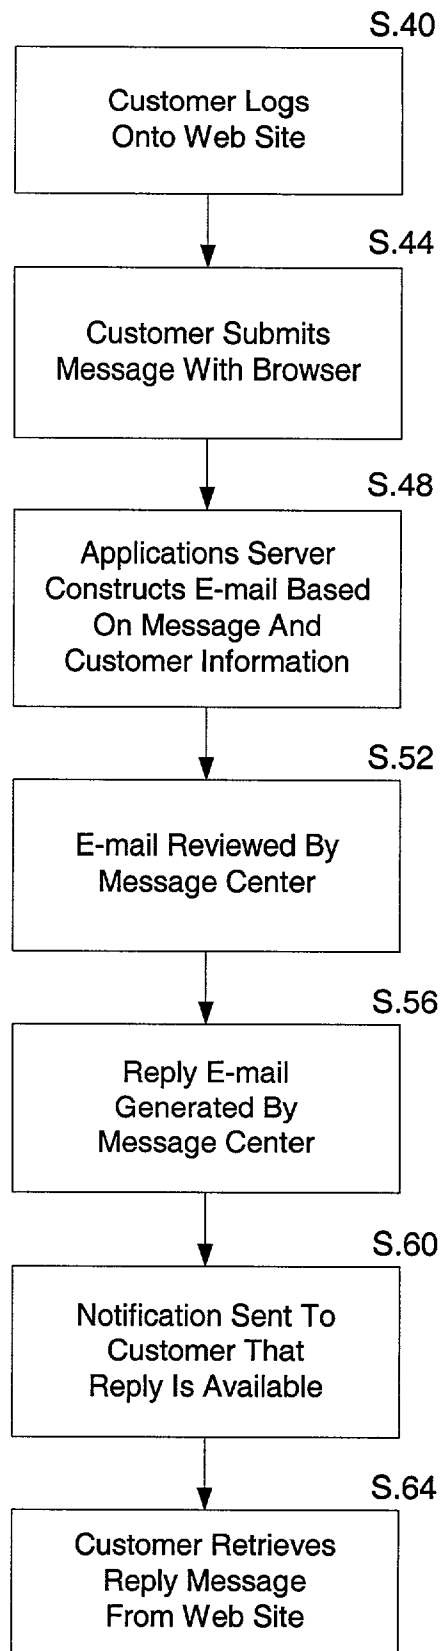 S.40
Customer Logs
Onto Web Site
S.44
Customer Submits
Message With Browser
S.48
Applications Server
Constructs E-mail Based
On Message And
Customer Information
S.52
E-mail Reviewed By
Message Center
S.56
Reply E-mail
Generated By
Message Center
S.60
Notification Sent To
Customer That
Reply Is Available
S.64
Customer Retrieves
Reply Message
From Web Site